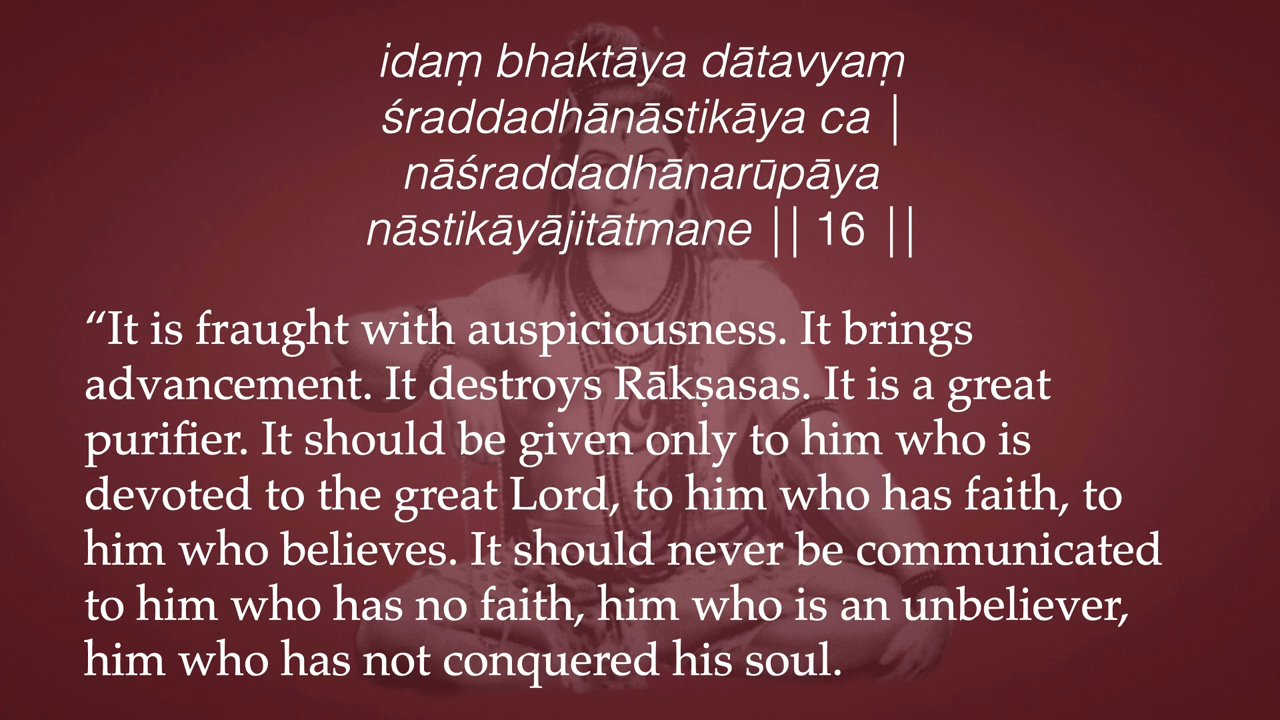 idaṃ bhaktāya dātavyaṃ
śraddadhānāstikāya ca |
nāśraddadhānarūpāya
nāstikāyājitātmane || 16 ||
“It is fraught with auspiciousness. It brings
advancement. It destroys Rākṣasas. It is a great
purifier. It should be given only to him who is
devoted to the great Lord, to him who has faith, to
him who believes. It should never be communicated
to him who has no faith, him who is an unbeliever,
him who has not conquered his soul.